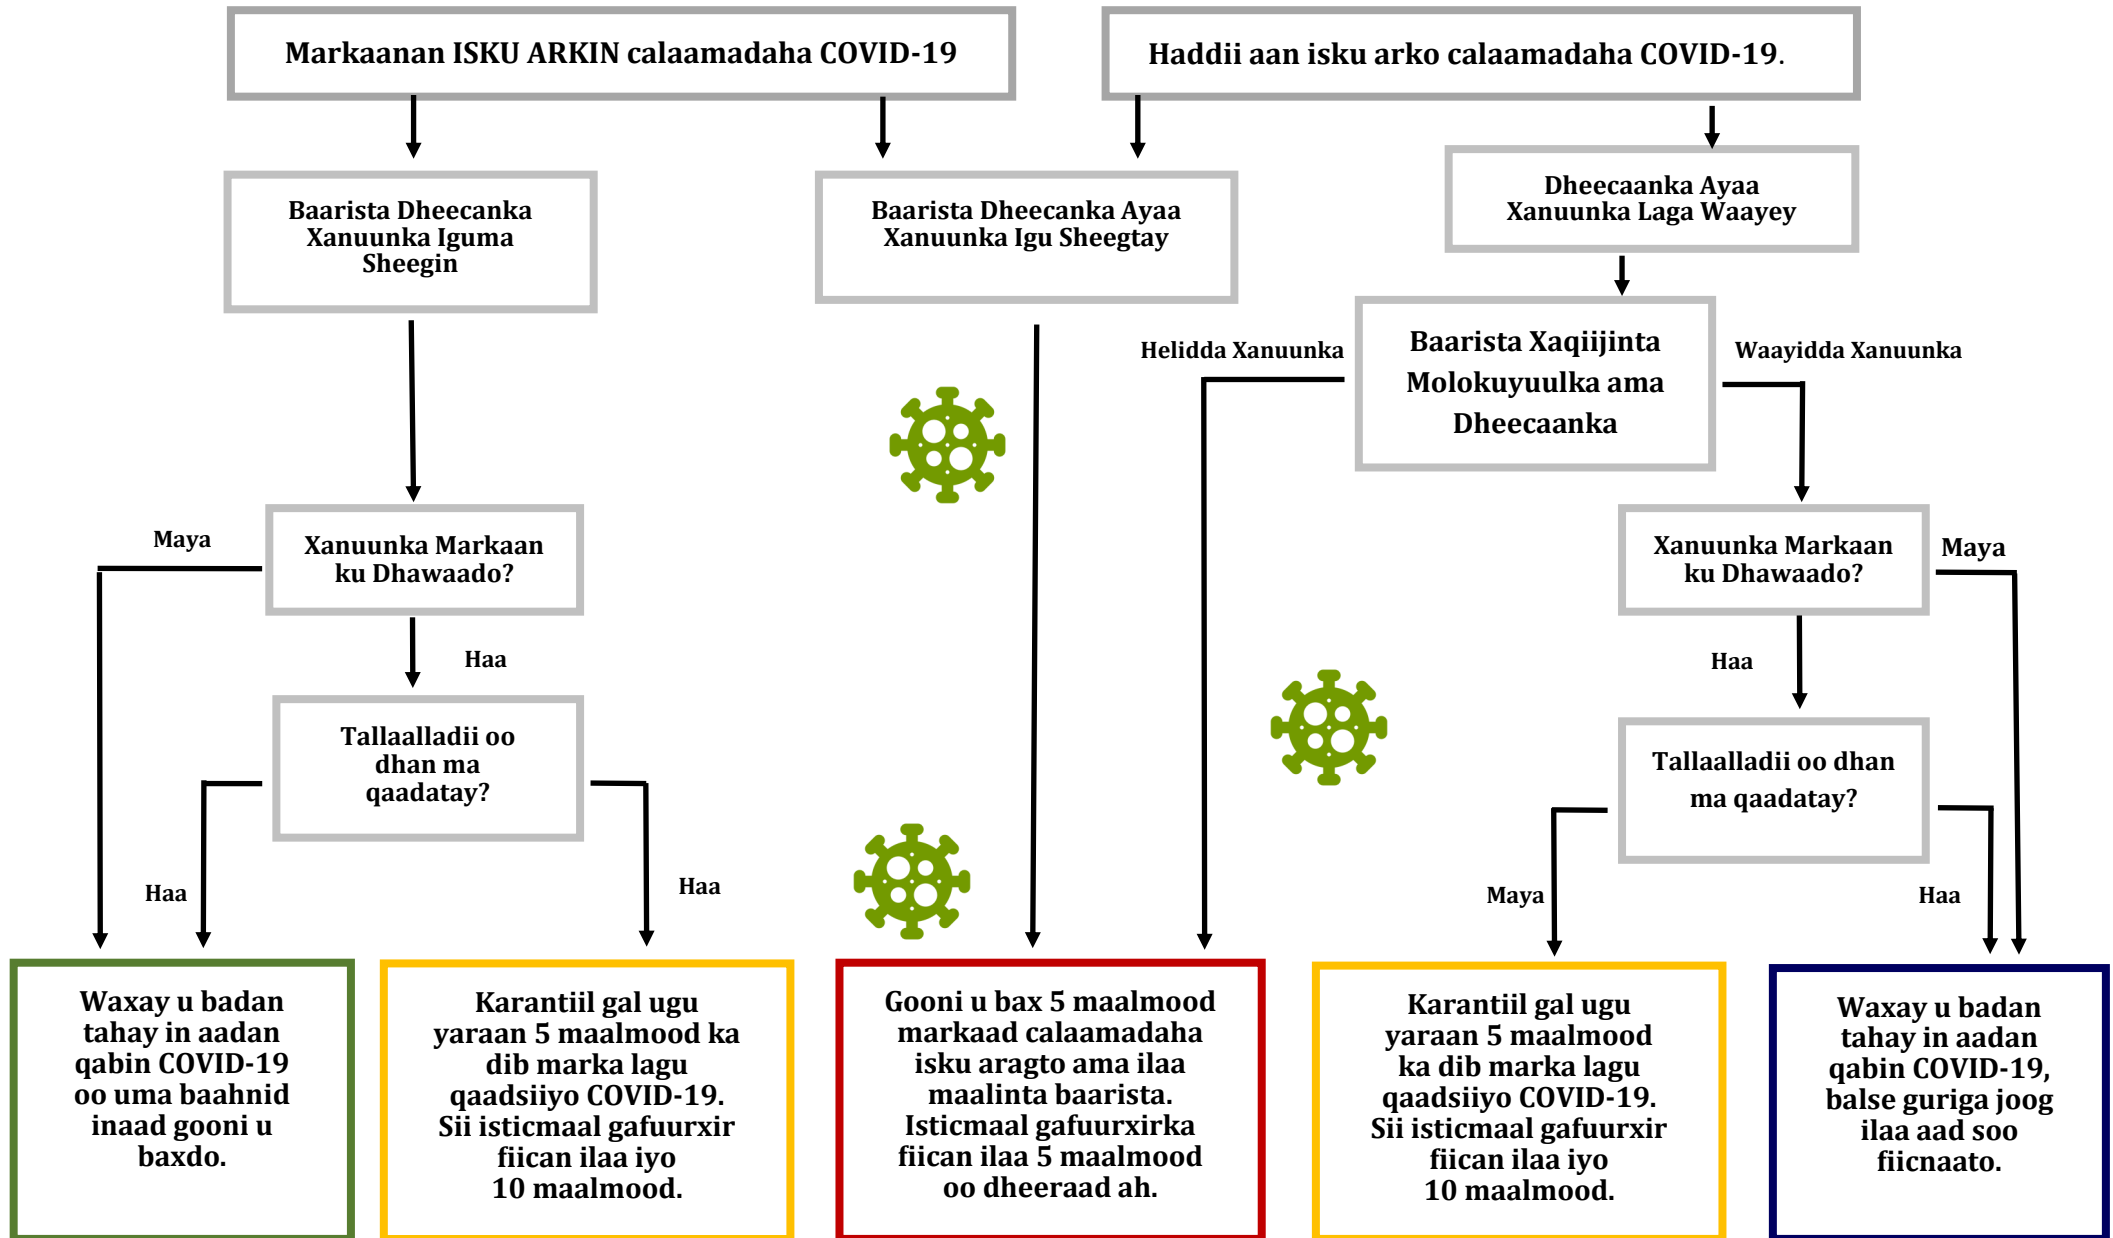 Markaanan ISKU ARKIN calaamadaha COVID-19
Haddii aan isku arko calaamadaha COVID-19.
Baarista Dheecanka
Xanuunka Iguma
Sheegin
Baarista Dheecanka Ayaa
Xanuunka Igu Sheegtay
Dheecaanka Ayaa
Xanuunka Laga Waayey
Helidda Xanuunka
Baarista Xaqiijinta
Molokuyuulka ama
Dheecaanka
Waayidda Xanuunka
Maya
Xanuunka Markaan
ku Dhawaado?
Xanuunka Markaan
ku Dhawaado?
Maya
Haa
Haa
Tallaalladii oo
dhan ma
qaadatay?
Tallaalladii oo dhan
ma qaadatay?
Haa
Haa
Maya
Haa
Waxay u badan
tahay in aadan
qabin COVID-19
oo uma baahnid
inaad gooni u
baxdo.
Karantiil gal ugu
yaraan 5 maalmood ka
dib marka lagu
qaadsiiyo COVID-19.
Sii isticmaal gafuurxir
fiican ilaa iyo
10 maalmood.
Gooni u bax 5 maalmood
markaad calaamadaha
isku aragto ama ilaa
maalinta baarista.
Isticmaal gafuurxirka
fiican ilaa 5 maalmood
oo dheeraad ah.
Karantiil gal ugu
yaraan 5 maalmood
ka dib marka lagu
qaadsiiyo COVID-19.
Sii isticmaal gafuurxir
fiican ilaa iyo
10 maalmood.
Waxay u badan
tahay in aadan
qabin COVID-19,
balse guriga joog
ilaa aad soo
fiicnaato.